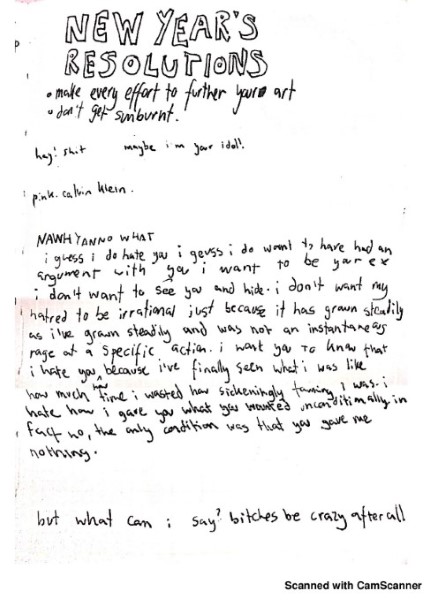 NEW YEAR'S
RESOLUTIONS
• make every effort to further your art
• don't get sunburnt.
hey! shit maybe i'm your idol!
pink. calvin klein.
NAWH YANNO WHAT
i guess i do hate you i geuss i do want to have had an
argument with you i want to be your ex
i don't want to see you and hide. i don't want my
hatred to be irrational just because it has grown steadily
as i've grown steadily and was not an instantaneous
rage at a specific action. i want you to know that
i hate you because i've finally seen what i was like
how much time i wasted how sickeningly fawning I was. i
hate how i gave you what you wanted unconditionally, in
fact no, the only condition was that you gave me
nothing.
but what can i say? bitches be crazy after all
Scanned with CamScanner